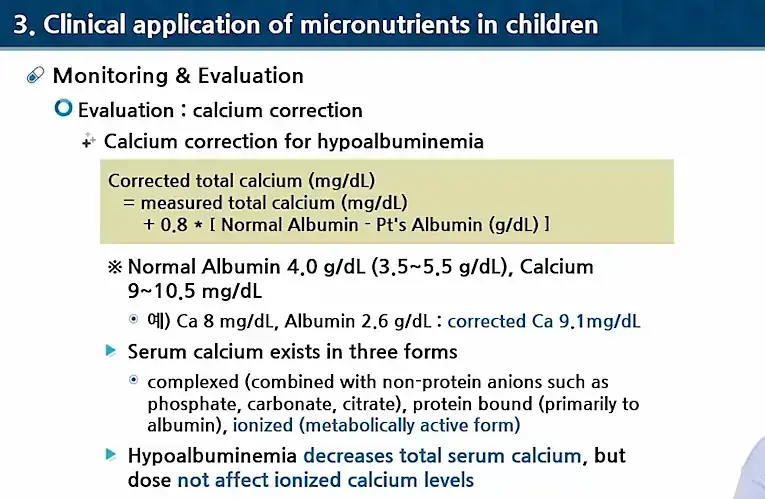 3. Clinical application of micronutrients in children
Monitoring & Evaluation
Evaluation : calcium correction
Calcium correction for hypoalbuminemia
Corrected total calcium (mg/dL)
= measured total calcium (mg/dL)
+ 0.8 * [ Normal Albumin - Pt's Albumin (g/dL) ]
※ Normal Albumin 4.0 g/dL (3.5~5.5 g/dL), Calcium
9~10.5 mg/dL
예) Ca 8 mg/dL, Albumin 2.6 g/dL : corrected Ca 9.1mg/dL
Serum calcium exists in three forms
complexed (combined with non-protein anions such as
phosphate, carbonate, citrate), protein bound (primarily to
albumin), ionized (metabolically active form)
Hypoalbuminemia decreases total serum calcium, but
dose not affect ionized calcium levels